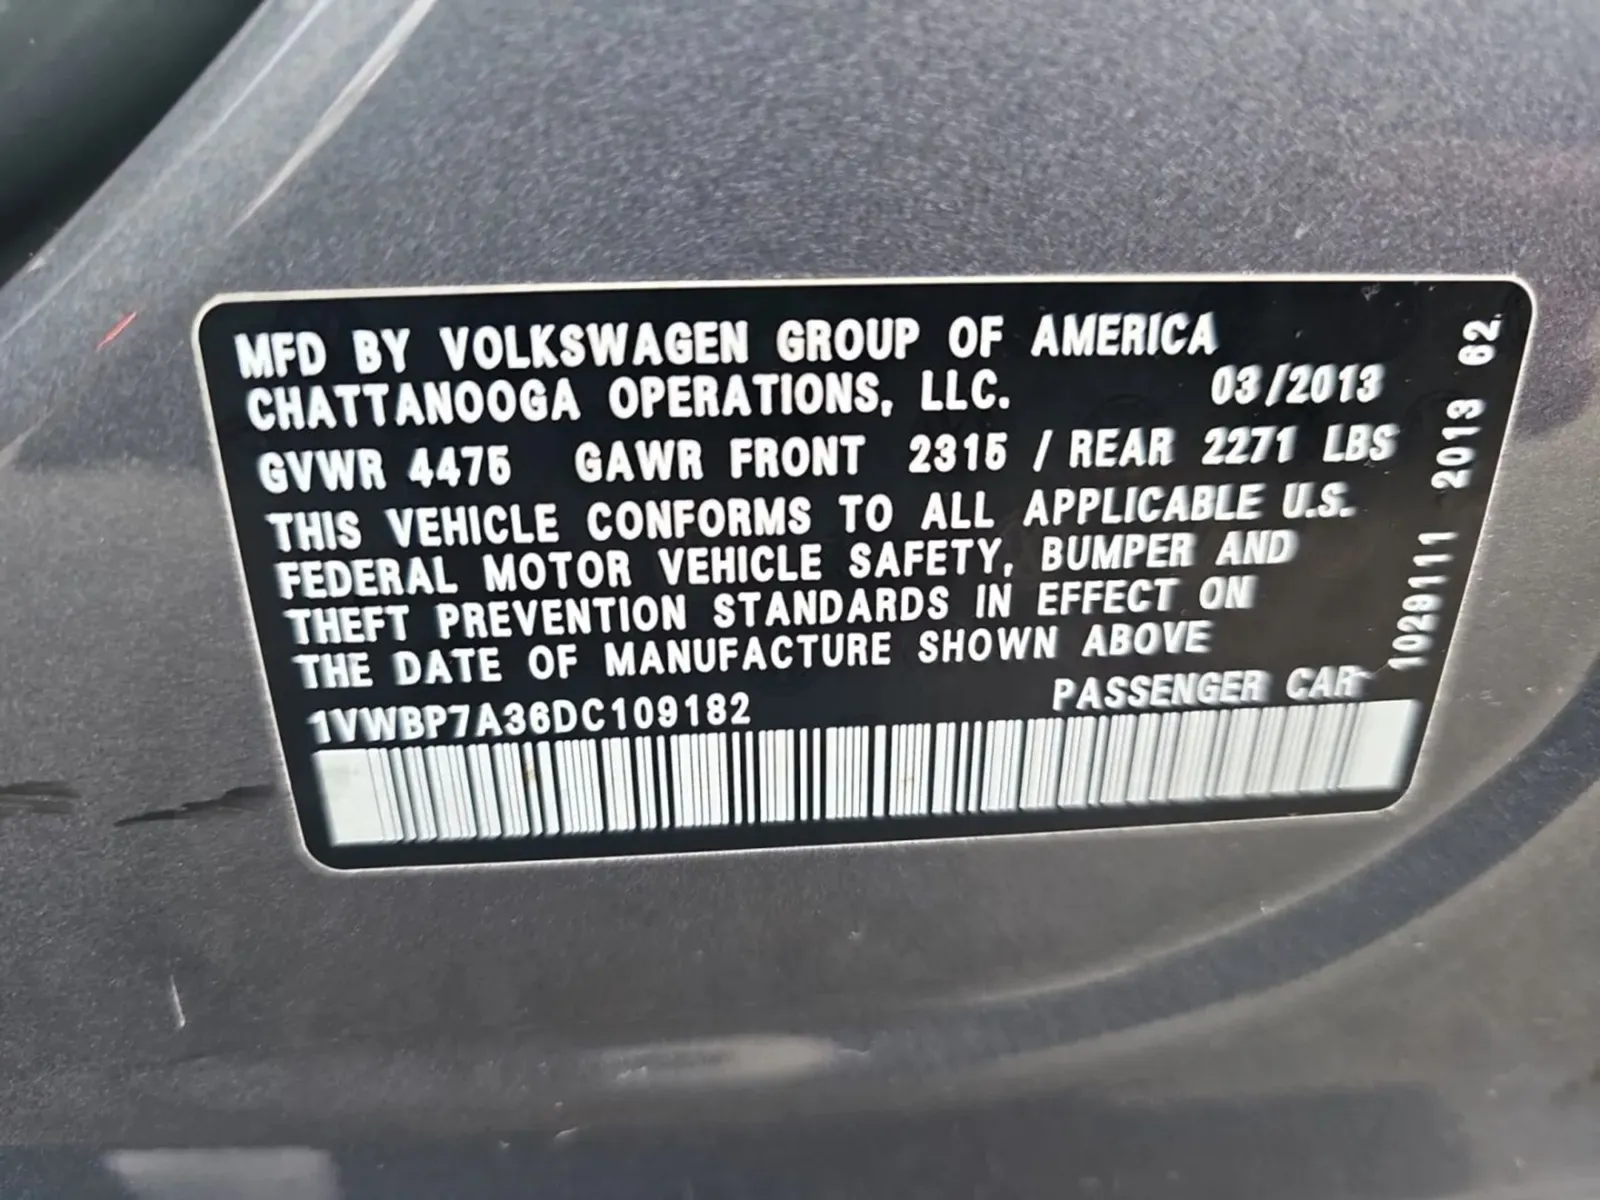 MFD BY VOLKSWAGEN GROUP OF AMERICA
CHATTANOOGA OPERATIONS, LLC. 03/2013
GVWR 4475 GAWR FRONT 2315 / REAR 2271 LBS
THIS VEHICLE CONFORMS TO ALL APPLICABLE U.S.
FEDERAL MOTOR VEHICLE SAFETY, BUMPER AND
THEFT PREVENTION STANDARDS IN EFFECT ON
THE DATE OF MANUFACTURE SHOWN ABOVE
1VWBP7A36DC109182 PASSENGER CAR
1029111 2013 62